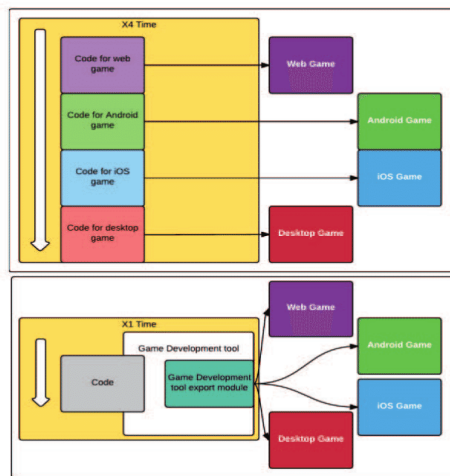 X4 Time
Code for web
game
Web Game
Code for Android
game
Android Game
Code for iOS
game
iOS Game
Code for desktop
game
Desktop Game
X1 Time
Game Development tool
Code
Game Development
tool export module
Web Game
Android Game
iOS Game
Desktop Game